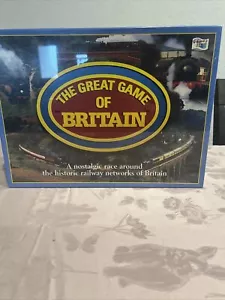 THE GREAT GAME
OF
BRITAIN
A nostalgic race around
the historic railway networks of Britain